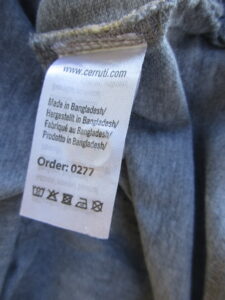 www.cerruti.com
Made in Bangladesh/
Hergestellt in Bangladesh/
Fabriqué au Bangladesh/
Prodotto in Bangladesh/
Order: 0277